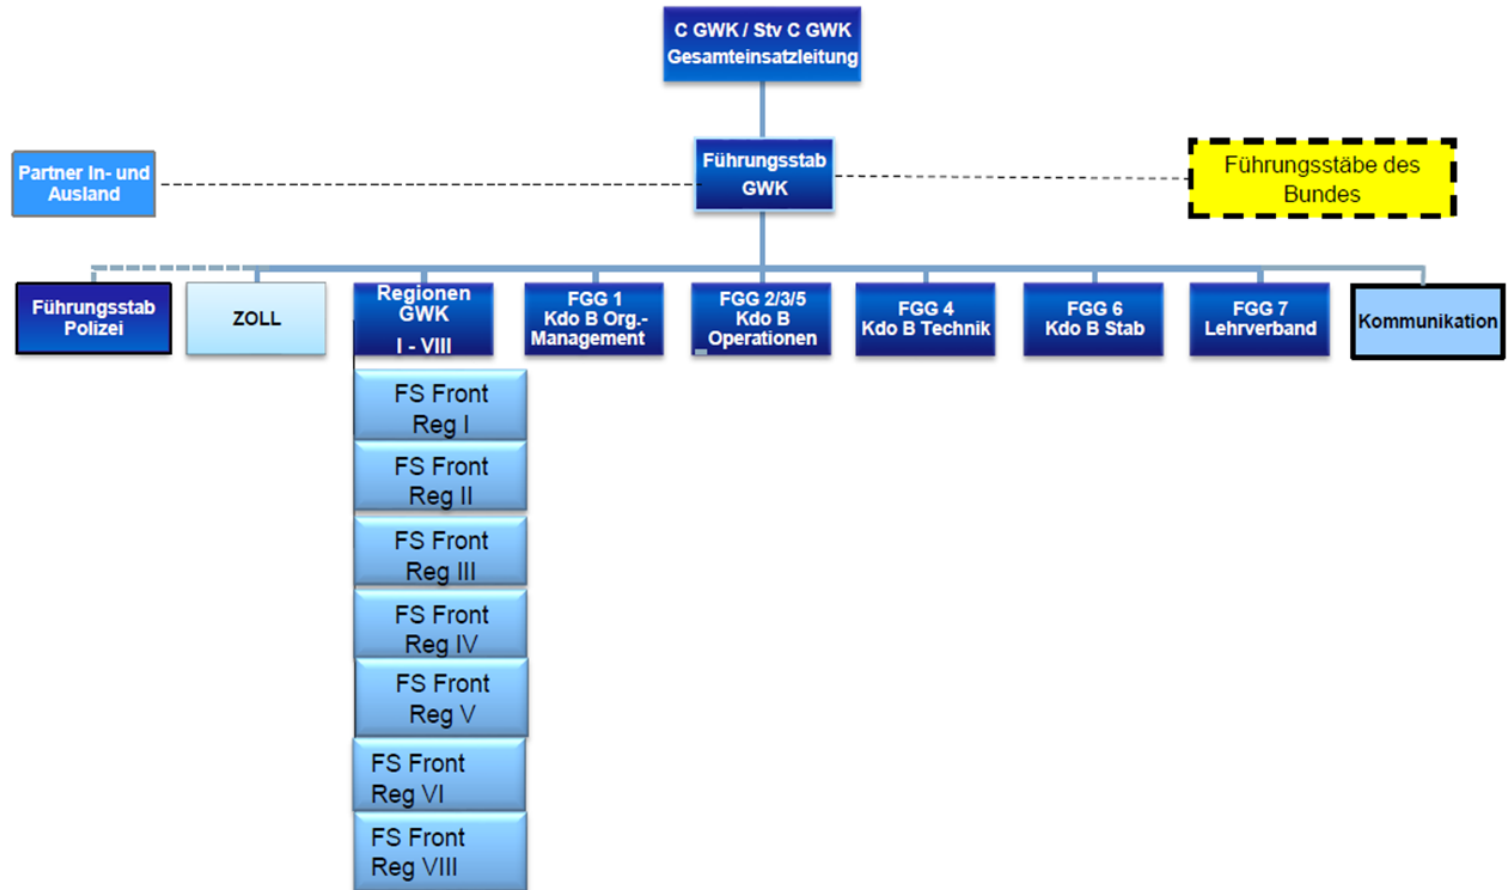 C GWK / Stv C GWK
Gesamteinsatzleitung
Führungsstab
GWK
Partner In- und
Ausland
Führungsstäbe des
Bundes
Führungsstab
Polizei
ZOLL
Regionen
GWK
I - VIII
FGG 1
Kdo B Org.-
Management
FGG 2/3/5
Kdo B
Operationen
FGG 4
Kdo B Technik
FGG 6
Kdo B Stab
FGG 7
Lehrverband
Kommunikation
FS Front
Reg I
FS Front
Reg II
FS Front
Reg III
FS Front
Reg IV
FS Front
Reg V
FS Front
Reg VI
FS Front
Reg VIII